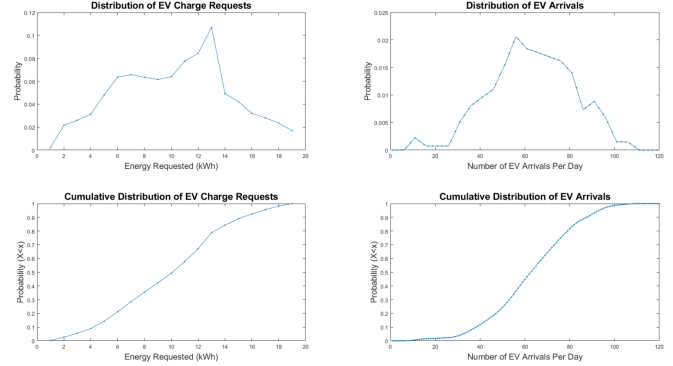 Distribution of EV Charge Requests
0.12
0.1
0.08
0.06
0.04
0.02
0
Probability
0 2 4 6 8 10 12 14 16 18 20
Energy Requested (kWh)
Distribution of EV Arrivals
0.025
0.02
0.015
0.01
0.005
0
Probability
0 20 40 60 80 100 120
Number of EV Arrivals Per Day
Cumulative Distribution of EV Charge Requests
1
0.9
0.8
0.7
0.6
0.5
0.4
0.3
0.2
0.1
0
Probability (X<x)
0 2 4 6 8 10 12 14 16 18 20
Energy Requested (kWh)
Cumulative Distribution of EV Arrivals
1
0.9
0.8
0.7
0.6
0.5
0.4
0.3
0.2
0.1
0
Probability (X<x)
0 20 40 60 80 100 120
Number of EV Arrivals Per Day